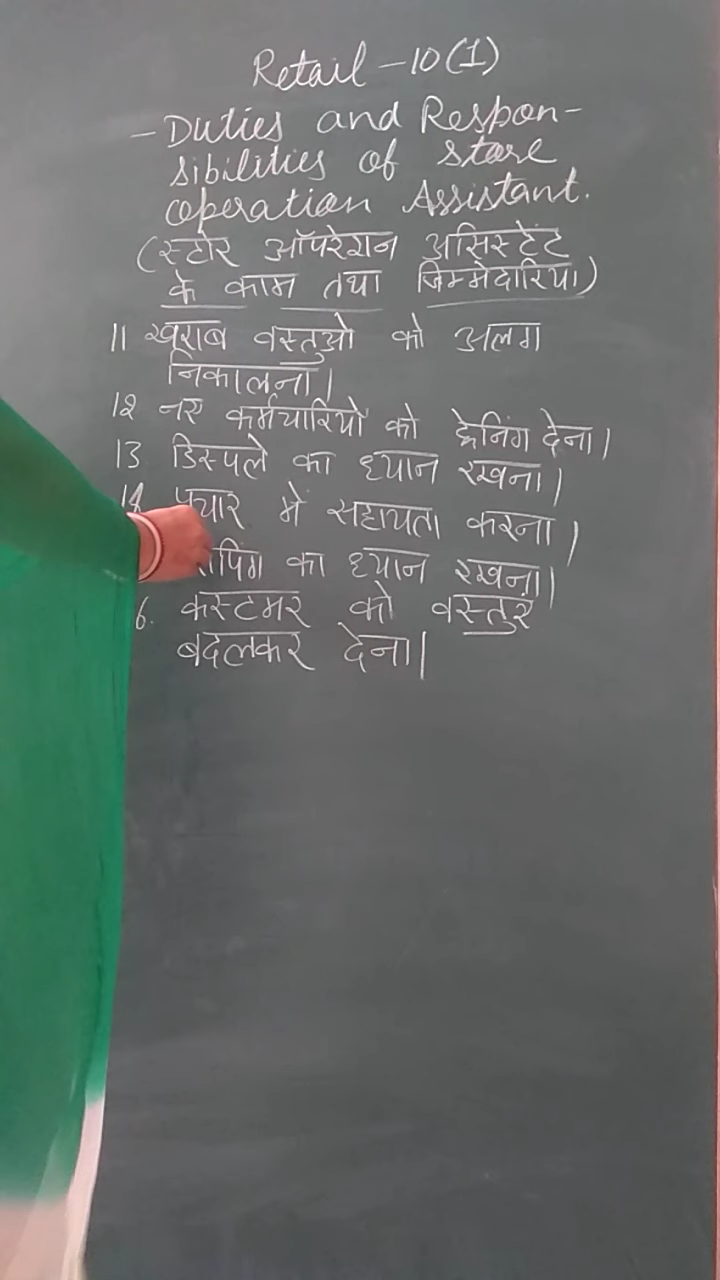 Retail - 10 (1)
- Duties and Respon-
sibilities of store
operation Assistant.
(स्टोर ऑपरेशन असिस्टेंट
के काम तथा जिम्मेदारिया)
11 खराब वस्तुओ को अलग
निकालना।
12 नए कर्मचारियों को ट्रेनिंग देना।
13 डिस्पले का ध्यान रखना।
14 प्रचार में सहायता करना।
का ध्यान रखना।
6. कस्टमर को वस्तुएं
बदलकर देना।